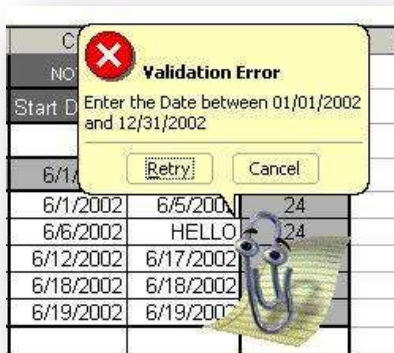 C
NO
Validation Error
Start D
Enter the Date between 01/01/2002
and 12/31/2002
Retry
Cancel
6/1/
6/1/2002 6/5/200 24
6/6/2002 HELLO 24
6/12/2002 6/17/2002
6/18/2002 6/18/2002
6/19/2002 6/19/2002